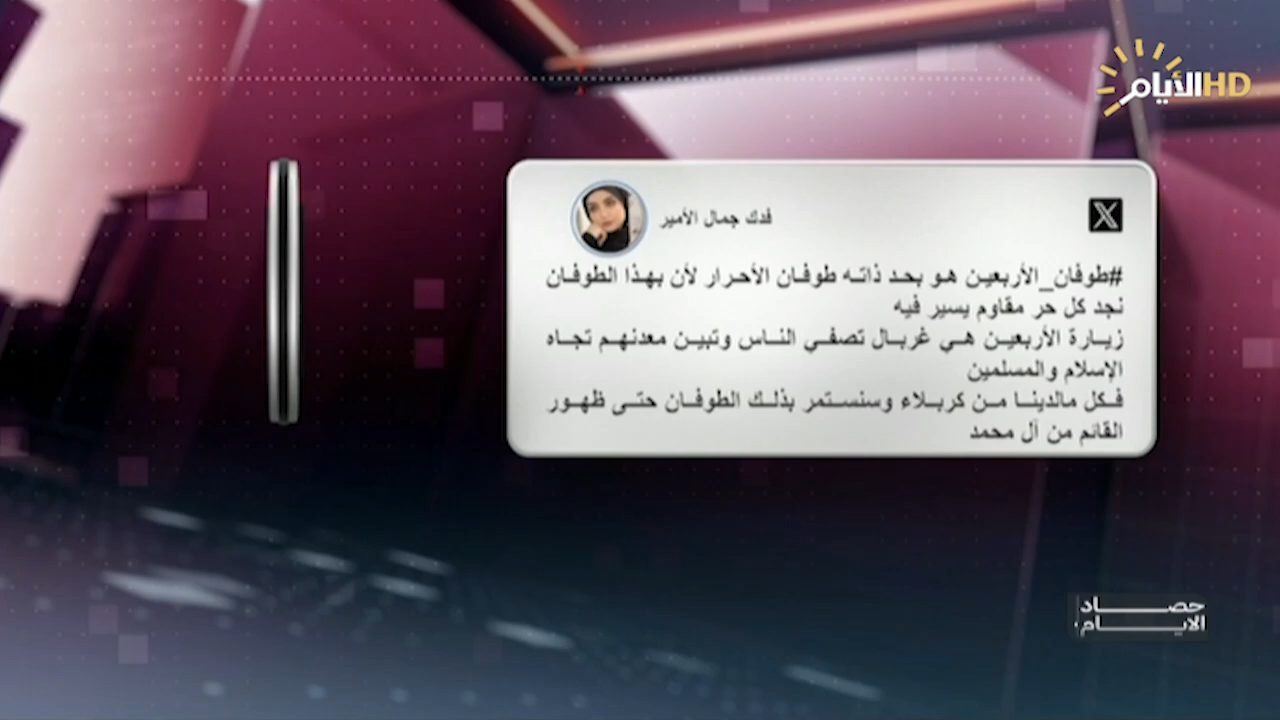 الأيام HD
فدك جمال الأمير
#طوفان_الأربعين هو بحد ذاته طوفان الأحرار لأن بهذا الطوفان
نجد كل حر مقاوم يسير فيه
زيارة الأربعين هي غربال تصفي الناس وتبين معدنهم تجاه
الإسلام والمسلمين
فكل مالدينا من كربلاء وسنستمر بذلك الطوفان حتى ظهور
القائم من آل محمد
حصاد
الايام